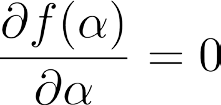 ∂f(α)/∂α = 0